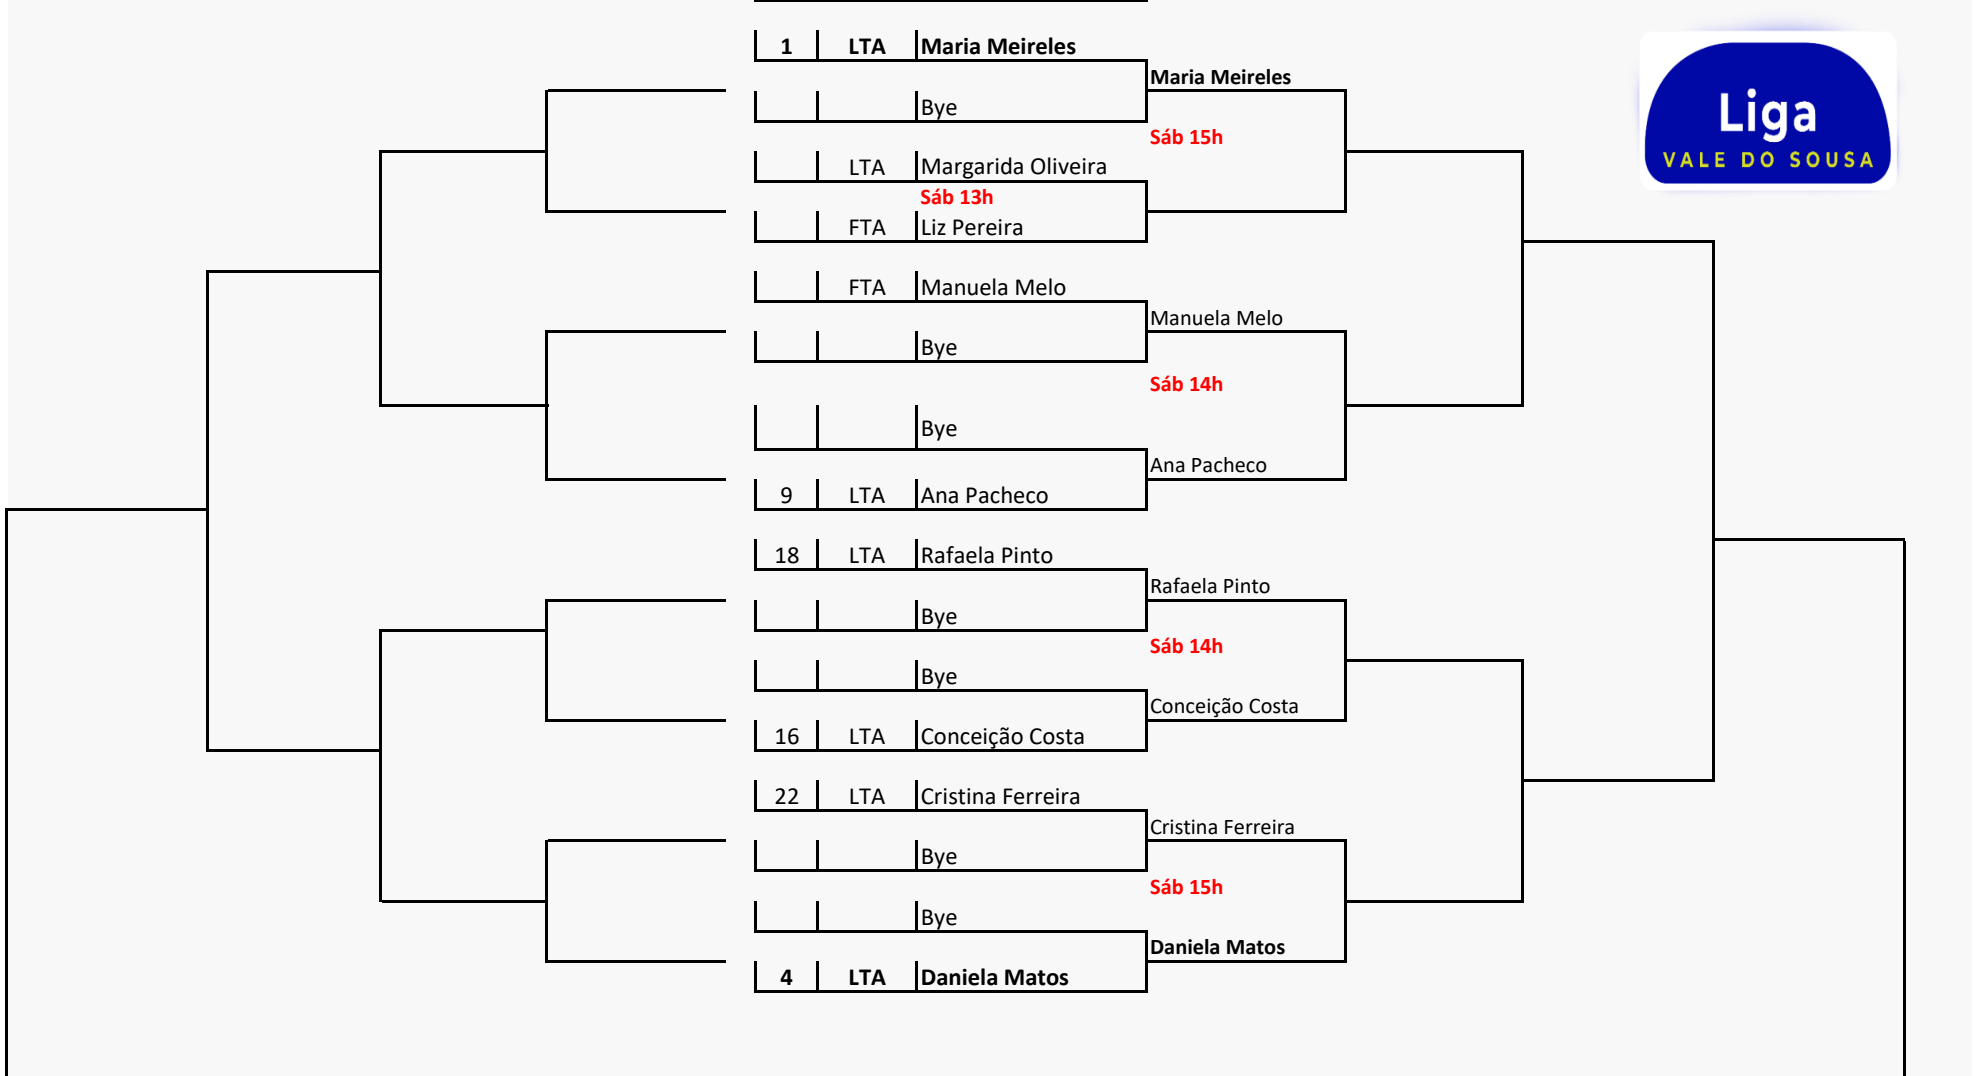 1 LTA Maria Meireles
Maria Meireles
Bye
Sáb 15h
LTA Margarida Oliveira
Sáb 13h
FTA Liz Pereira
FTA Manuela Melo
Manuela Melo
Bye
Sáb 14h
Bye
Ana Pacheco
9 LTA Ana Pacheco
18 LTA Rafaela Pinto
Rafaela Pinto
Bye
Sáb 14h
Bye
Conceição Costa
16 LTA Conceição Costa
22 LTA Cristina Ferreira
Cristina Ferreira
Bye
Sáb 15h
Bye
Daniela Matos
4 LTA Daniela Matos
Liga
VALE DO SOUSA